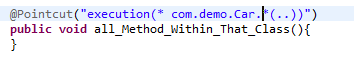 @Pointcut("execution(* com.demo.Car.*(..))")
public void all_Method_Within_That_Class(){
}